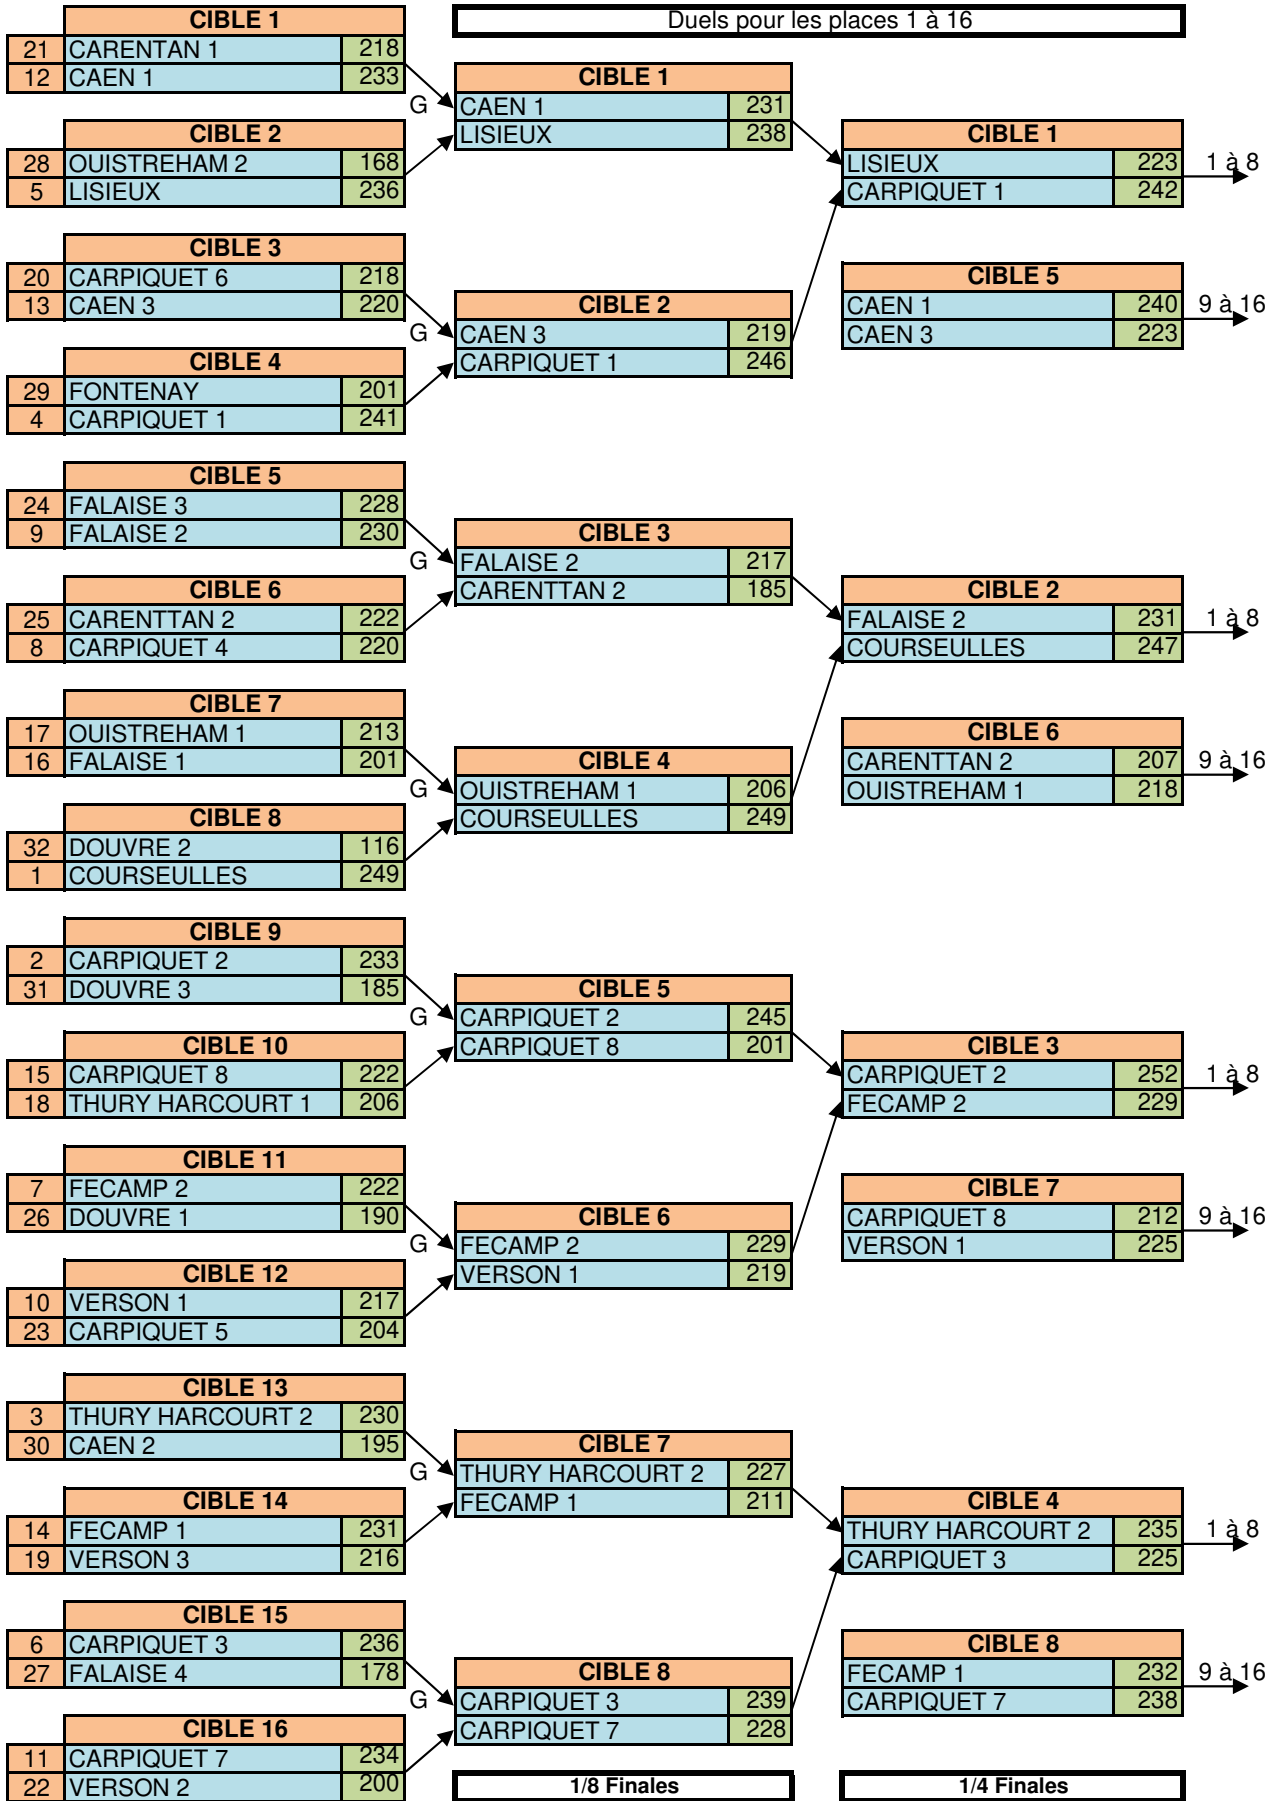 Duels pour les places 1 à 16
CIBLE 1
21 CARENTAN 1 218
12 CAEN 1 233
CIBLE 2
28 OUISTREHAM 2 168
5 LISIEUX 236
CIBLE 3
20 CARPIQUET 6 218
13 CAEN 3 220
CIBLE 4
29 FONTENAY 201
4 CARPIQUET 1 241
CIBLE 5
24 FALAISE 3 228
9 FALAISE 2 230
CIBLE 6
25 CARENTTAN 2 222
8 CARPIQUET 4 220
CIBLE 7
17 OUISTREHAM 1 213
16 FALAISE 1 201
CIBLE 8
32 DOUVRE 2 116
1 COURSEULLES 249
CIBLE 9
2 CARPIQUET 2 233
31 DOUVRE 3 185
CIBLE 10
15 CARPIQUET 8 222
18 THURY HARCOURT 1 206
CIBLE 11
7 FECAMP 2 222
26 DOUVRE 1 190
CIBLE 12
10 VERSON 1 217
23 CARPIQUET 5 204
CIBLE 13
3 THURY HARCOURT 2 230
30 CAEN 2 195
CIBLE 14
14 FECAMP 1 231
19 VERSON 3 216
CIBLE 15
6 CARPIQUET 3 236
27 FALAISE 4 178
CIBLE 16
11 CARPIQUET 7 234
22 VERSON 2 200
CIBLE 1
G CAEN 1 231
LISIEUX 238
CIBLE 2
G CAEN 3 219
CARPIQUET 1 246
CIBLE 3
G FALAISE 2 217
CARENTTAN 2 185
CIBLE 4
G OUISTREHAM 1 206
COURSEULLES 249
CIBLE 5
G CARPIQUET 2 245
CARPIQUET 8 201
CIBLE 6
G FECAMP 2 229
VERSON 1 219
CIBLE 7
G THURY HARCOURT 2 227
FECAMP 1 211
CIBLE 8
G CARPIQUET 3 239
CARPIQUET 7 228
1/8 Finales
CIBLE 1
LISIEUX 223 1 à 8
CARPIQUET 1 242
CIBLE 5
CAEN 1 240 9 à 16
CAEN 3 223
CIBLE 2
FALAISE 2 231 1 à 8
COURSEULLES 247
CIBLE 6
CARENTTAN 2 207 9 à 16
OUISTREHAM 1 218
CIBLE 3
CARPIQUET 2 252 1 à 8
FECAMP 2 229
CIBLE 7
CARPIQUET 8 212 9 à 16
VERSON 1 225
CIBLE 4
THURY HARCOURT 2 235 1 à 8
CARPIQUET 3 225
CIBLE 8
FECAMP 1 232 9 à 16
CARPIQUET 7 238
1/4 Finales